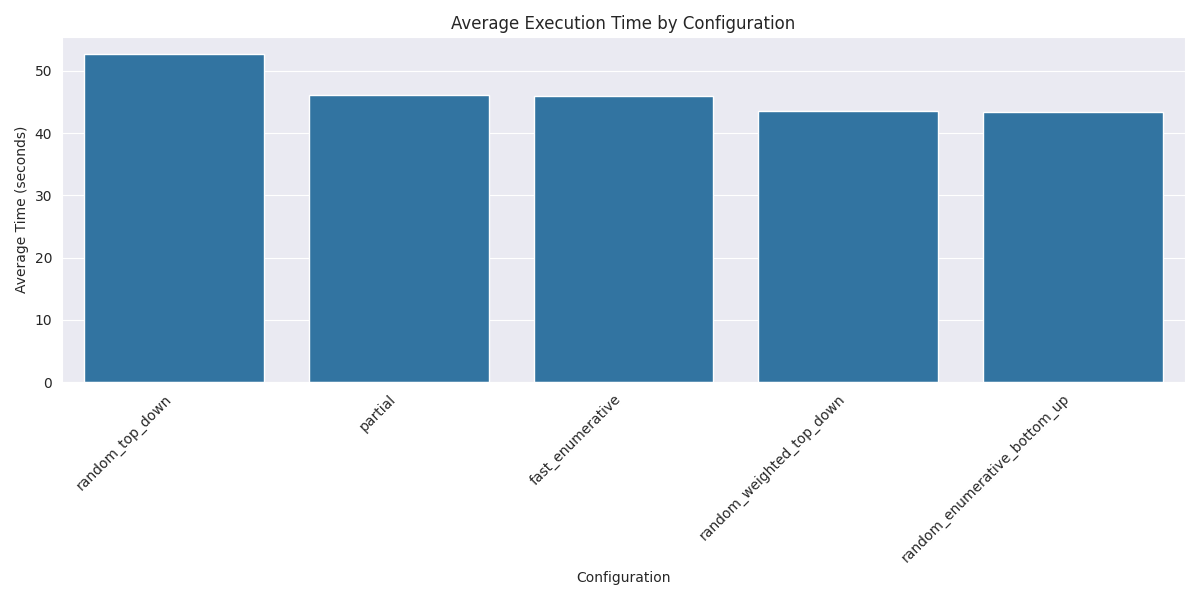 Average Execution Time by Configuration
Average Time (seconds)
50
40
30
20
10
0
random_top_down
partial
fast_enumerative
random_weighted_top_down
random_enumerative_bottom_up
Configuration